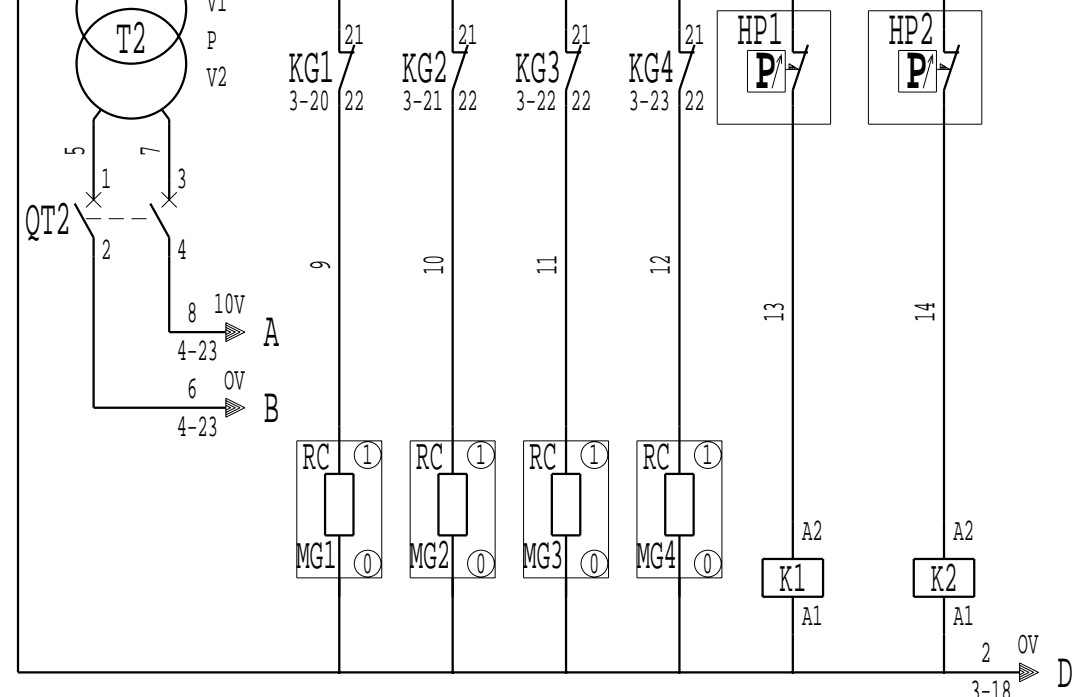 V1
T2
P
V2
5
7
1
3
QT2
2
4
8 10V
A
4-23
6 0V
B
4-23
KG1
21
3-20
22
KG2
21
3-21
22
KG3
21
3-22
22
KG4
21
3-23
22
HP1
P
HP2
P
9
10
11
12
13
14
RC 1
MG1 0
RC 1
MG2 0
RC 1
MG3 0
RC 1
MG4 0
A2
K1
A1
A2
K2
A1
2 0V
D
3-18